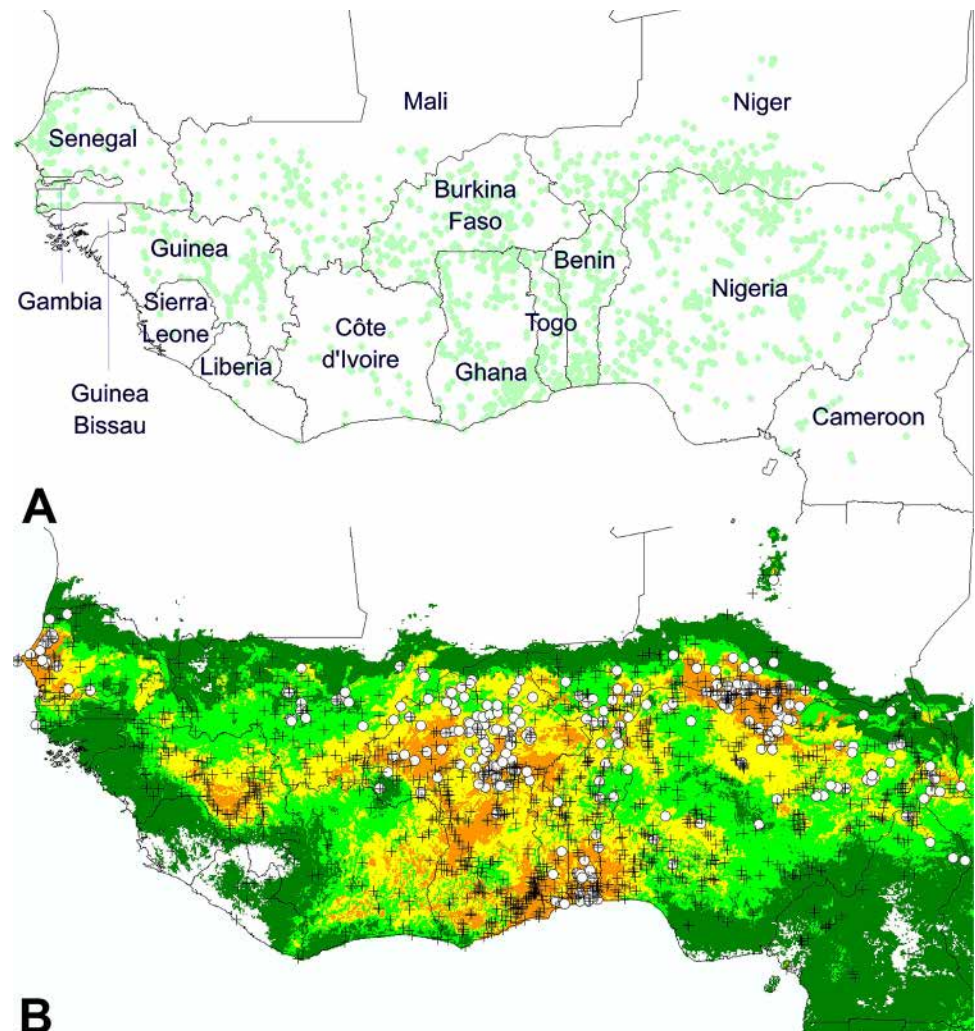 Mali
Niger
Senegal
Burkina
Faso
Guinea
Benin
Gambia
Sierra
Leone
Nigeria
Togo
Côte
d'Ivoire
Liberia
Ghana
Guinea
Bissau
Cameroon
A
B